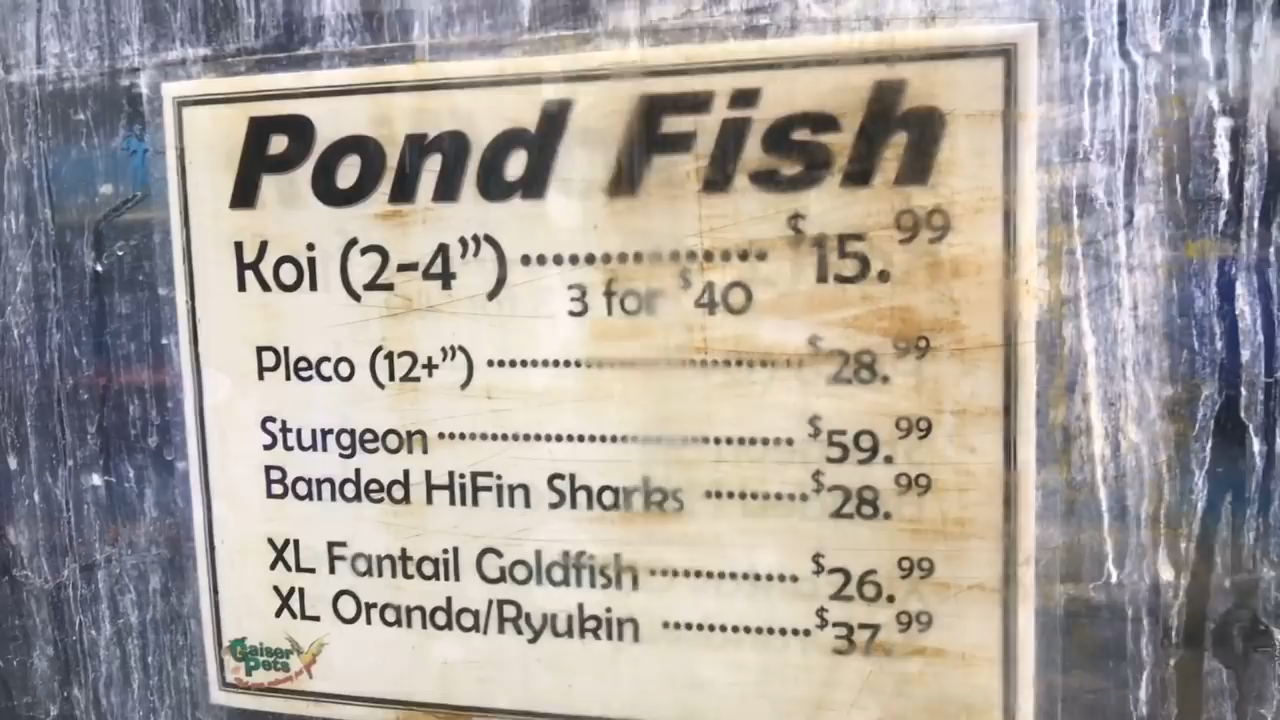 Pond Fish
Koi (2-4”) ··················· $15.99
3 for $40
Pleco (12+”) ··························· $28.99
Sturgeon ······························ $59.99
Banded HiFin Sharks ········· $28.99
XL Fantail Goldfish ············· $26.99
XL Oranda/Ryukin ············· $37.99
Gaiser
Pets